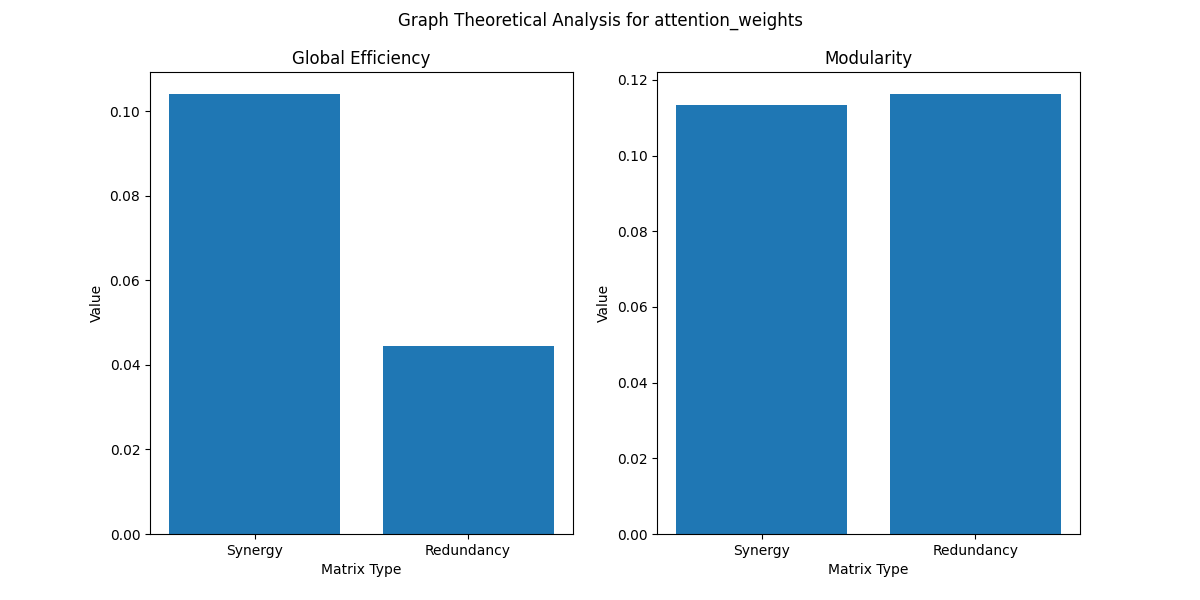 Graph Theoretical Analysis for attention_weights
Global Efficiency
0.10
0.08
0.06
0.04
0.02
0.00
Value
Synergy Redundancy
Matrix Type
Modularity
0.12
0.10
0.08
0.06
0.04
0.02
0.00
Value
Synergy Redundancy
Matrix Type